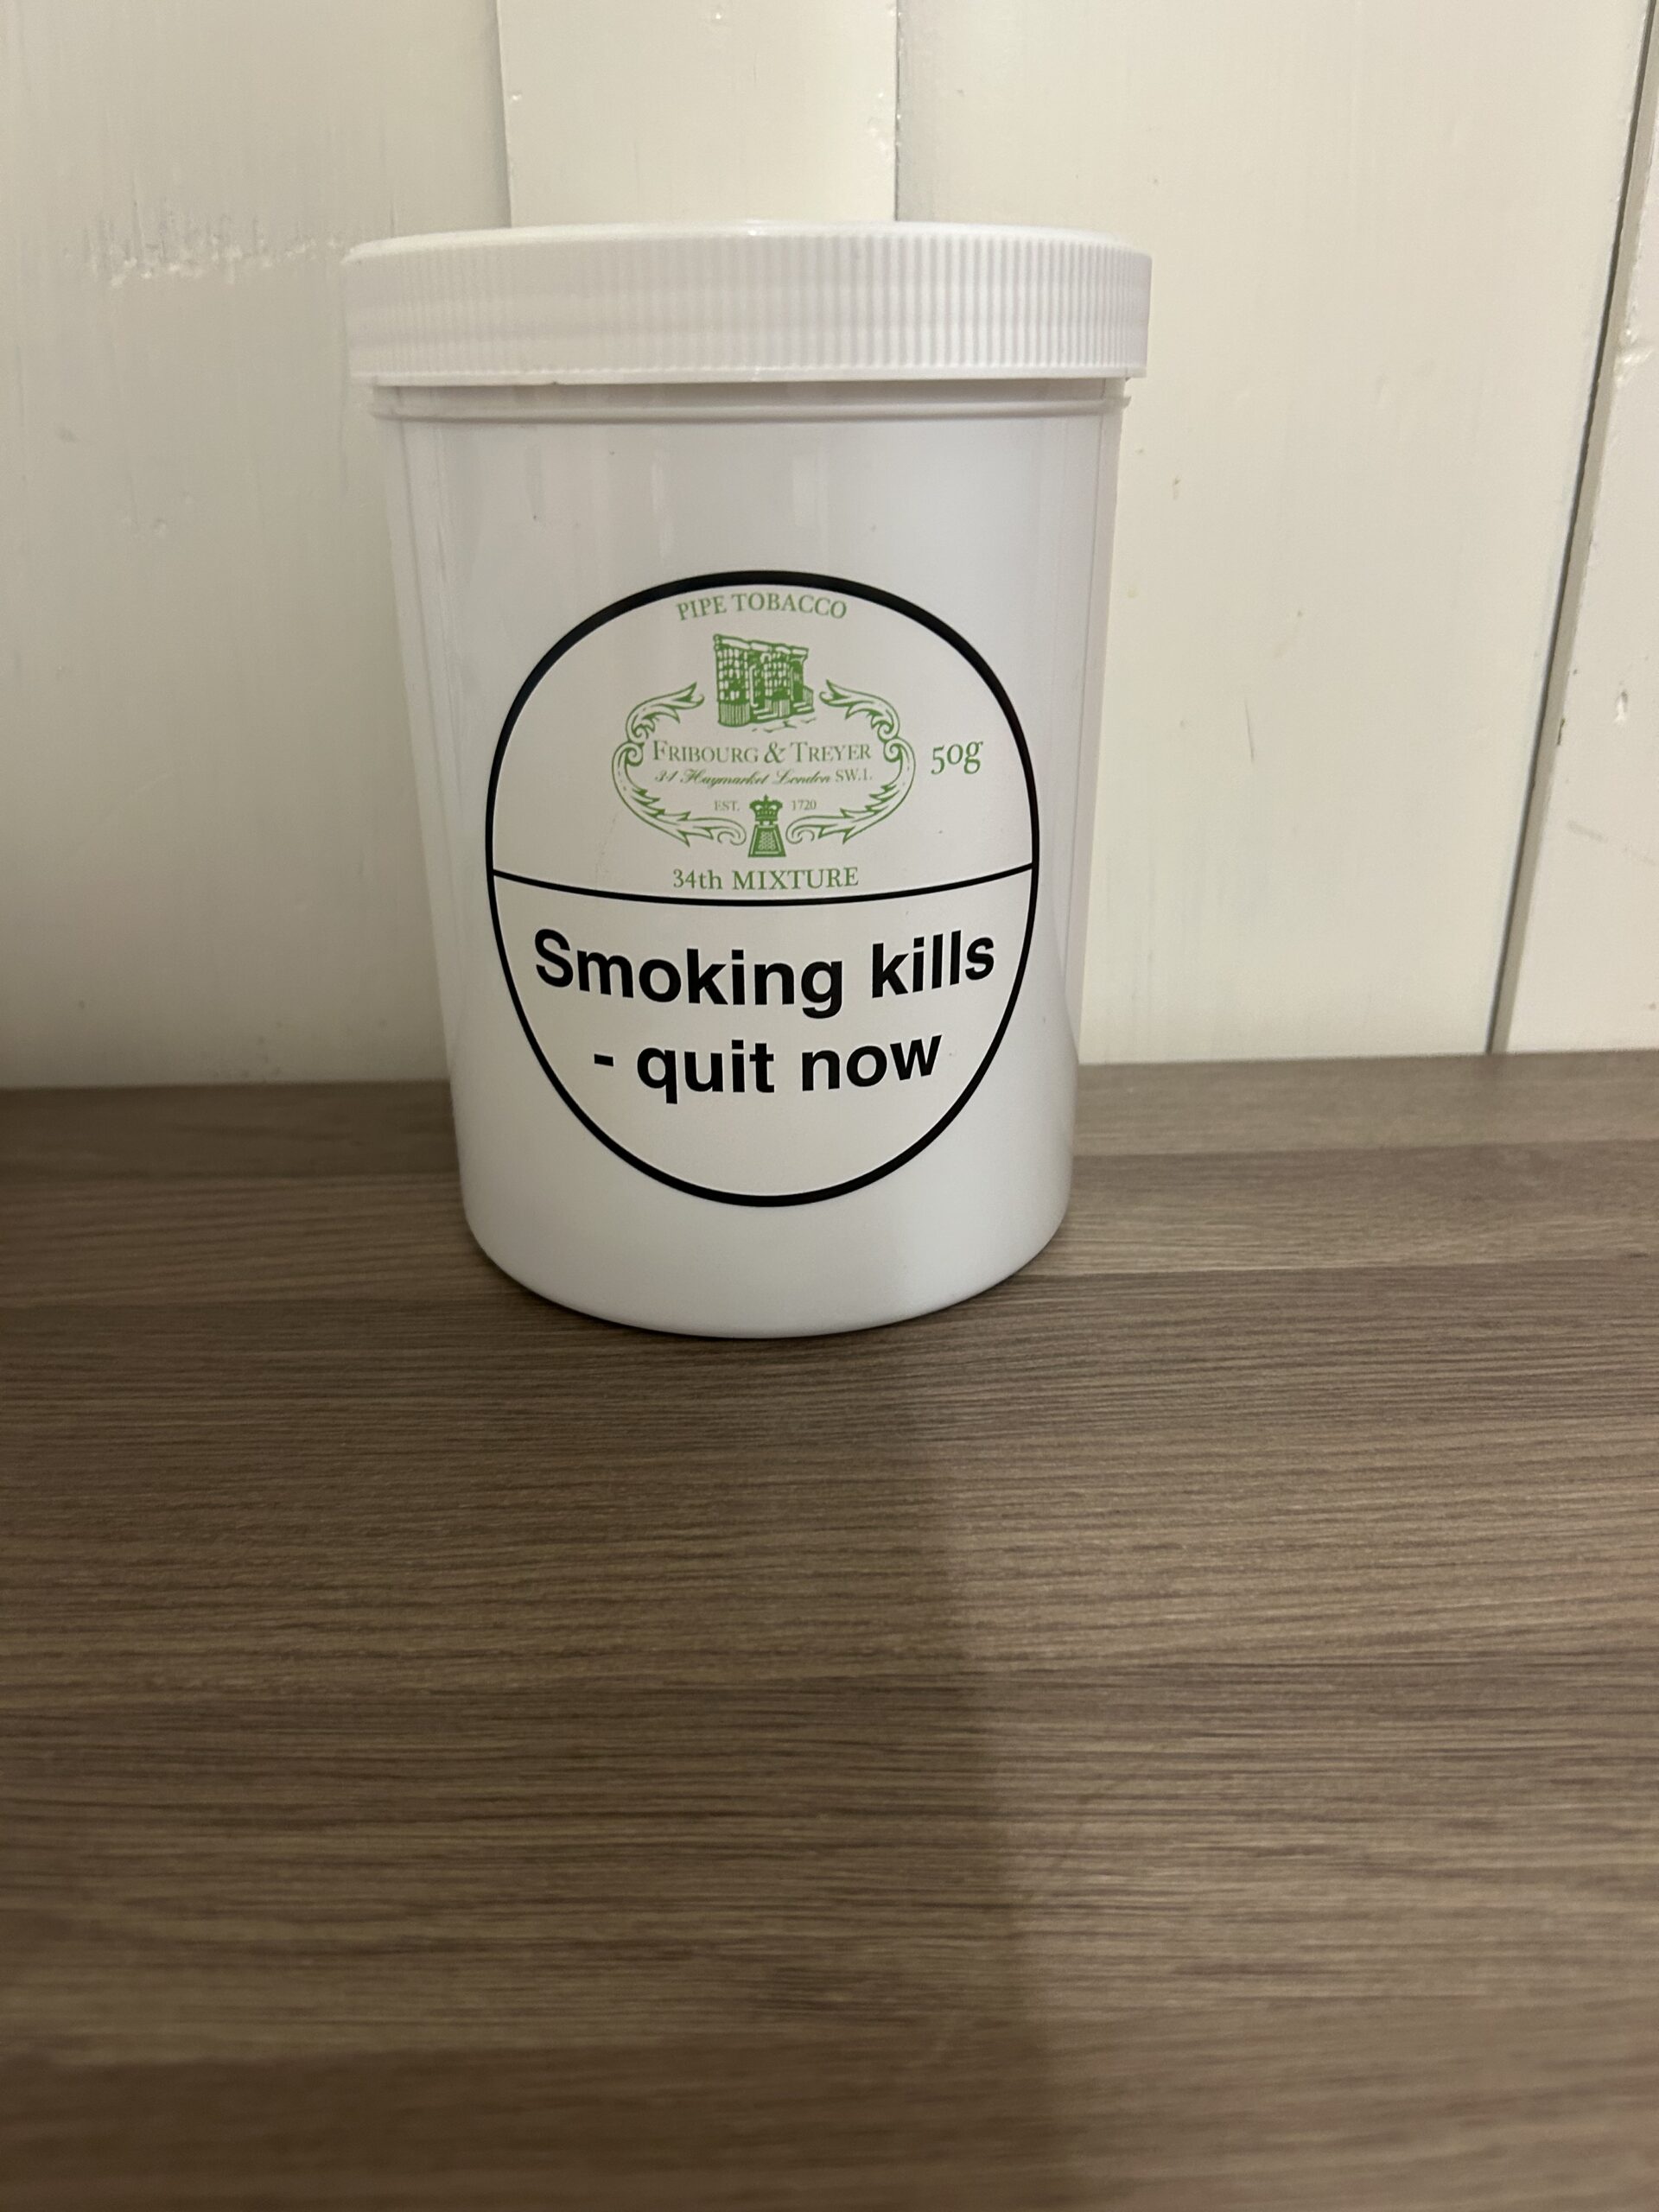 PIPE TOBACCO
FRIBOURG & TREYER
34 Haymarket London SW.1.
50g
EST. 1720
34th MIXTURE
Smoking kills
- quit now